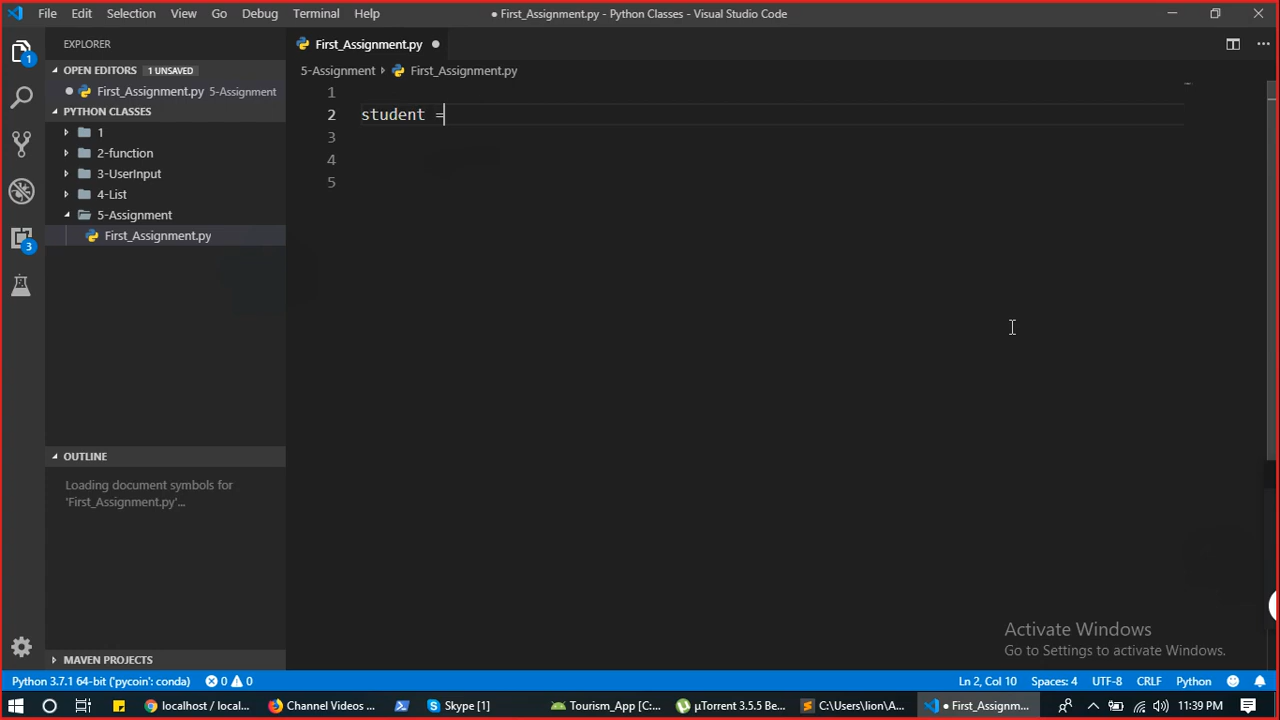 File Edit Selection View Go Debug Terminal Help
● First_Assignment.py - Python Classes - Visual Studio Code
EXPLORER
First_Assignment.py
1
OPEN EDITORS 1 UNSAVED
5-Assignment First_Assignment.py
First_Assignment.py 5-Assignment
1
PYTHON CLASSES
2 student =
1
3
2-function
4
3-UserInput
5
4-List
5-Assignment
First_Assignment.py
3
OUTLINE
Loading document symbols for
'First_Assignment.py'...
Activate Windows
Go to Settings to activate Windows.
MAVEN PROJECTS
Python 3.7.1 64-bit ('pycoin': conda) 0 0 Ln 2, Col 10 Spaces: 4 UTF-8 CRLF Python
localhost / local... Channel Videos ... Skype [1] Tourism_App [C:... µTorrent 3.5.5 Be... C:\Users\lion\A... ● First_Assignm... 11:39 PM